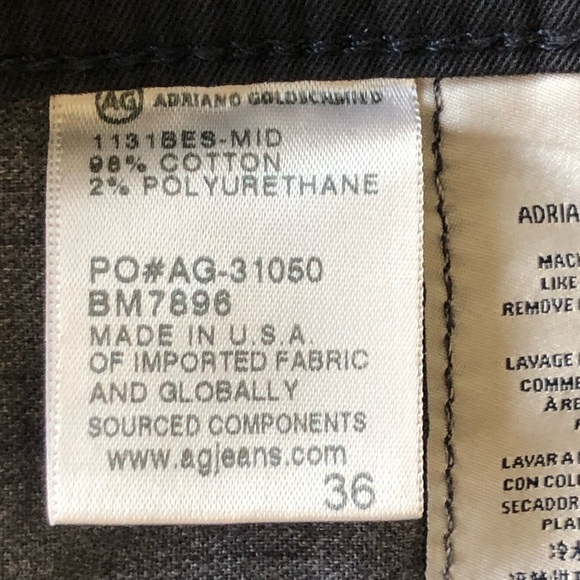 AG ADRIANO GOLDSCHMIED
1131BES-MID
98% COTTON
2% POLYURETHANE
PO#AG-31050
BM7896
MADE IN U.S.A.
OF IMPORTED FABRIC
AND GLOBALLY
SOURCED COMPONENTS
www.agjeans.com
36
ADRIA
MACH
LIKE
REMOVE
LAVAGE
COMME
À RE
LAVAR A
CON COL
SECADOR
PLA
冷水